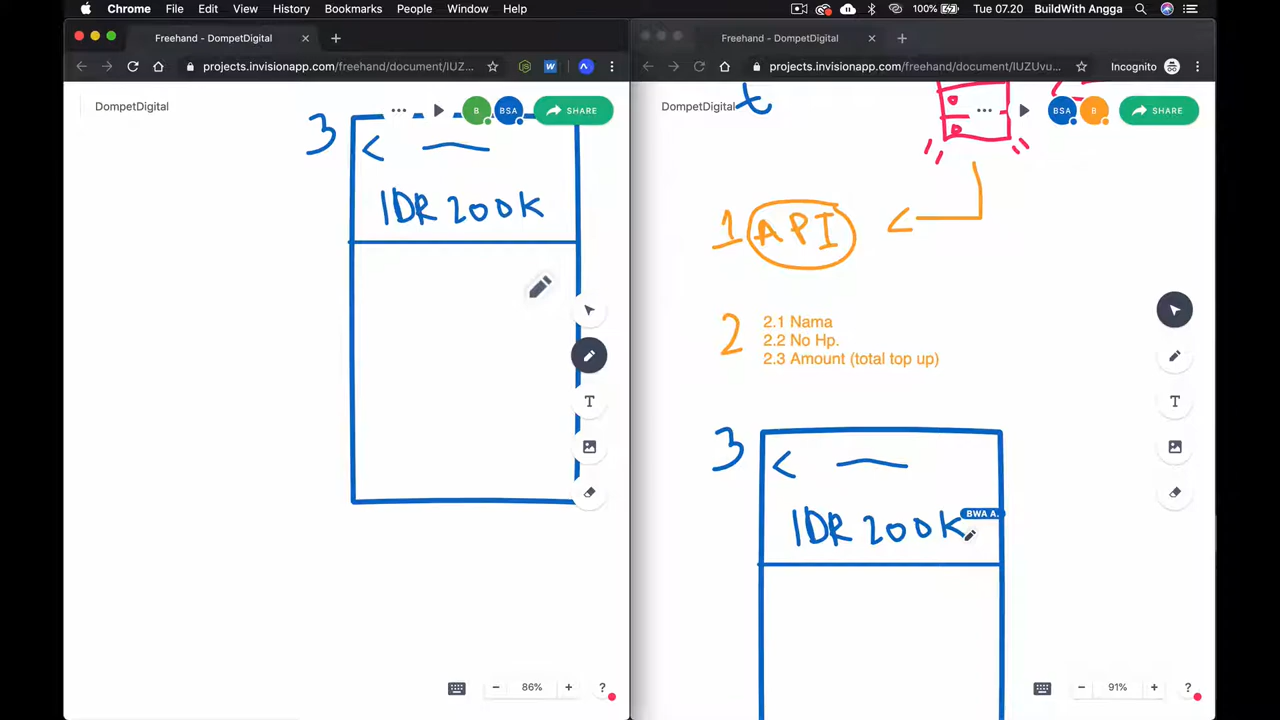 Chrome File Edit View History Bookmarks People Window Help 100% Tue 07.20 BuildWith Angga
Freehand - DompetDigital
projects.invisionapp.com/freehand/document/IUZ
DompetDigital
B
BSA
SHARE
3
<
IDR 200K
T
86%
?
Freehand - DompetDigital
projects.invisionapp.com/freehand/document/IUZUvu
Incognito
DompetDigital
t
BSA
B
SHARE
1 API
2
2.1 Nama
2.2 No Hp.
2.3 Amount (total top up)
3
<
IDR 200K
BWA A.
T
91%
?